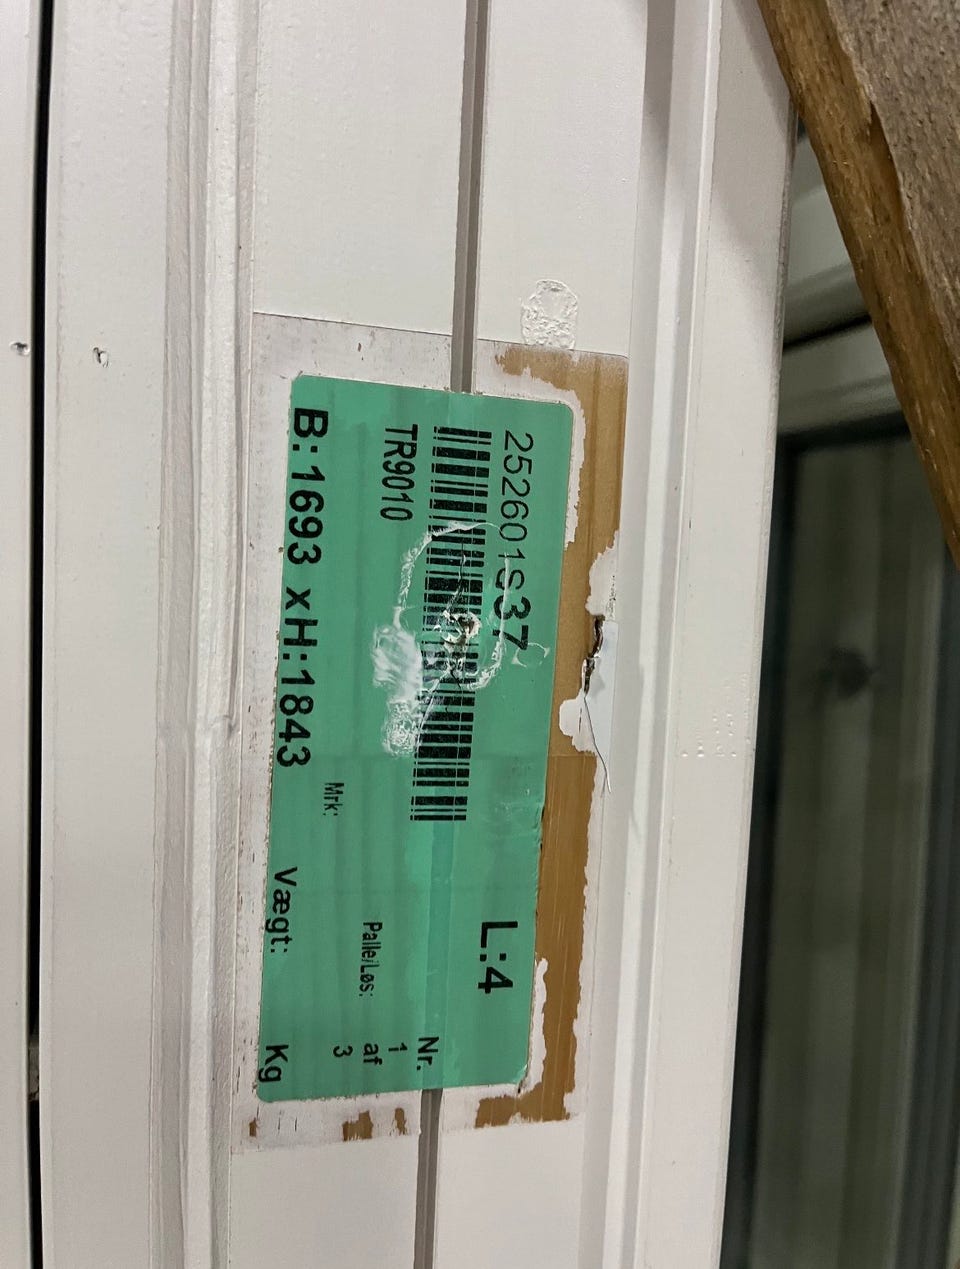 252601S37
L:4
TR9010
Nr.
1
af
3
Palle/Løs:
Mrk:
B:1693 xH:1843
Vægt:
Kg